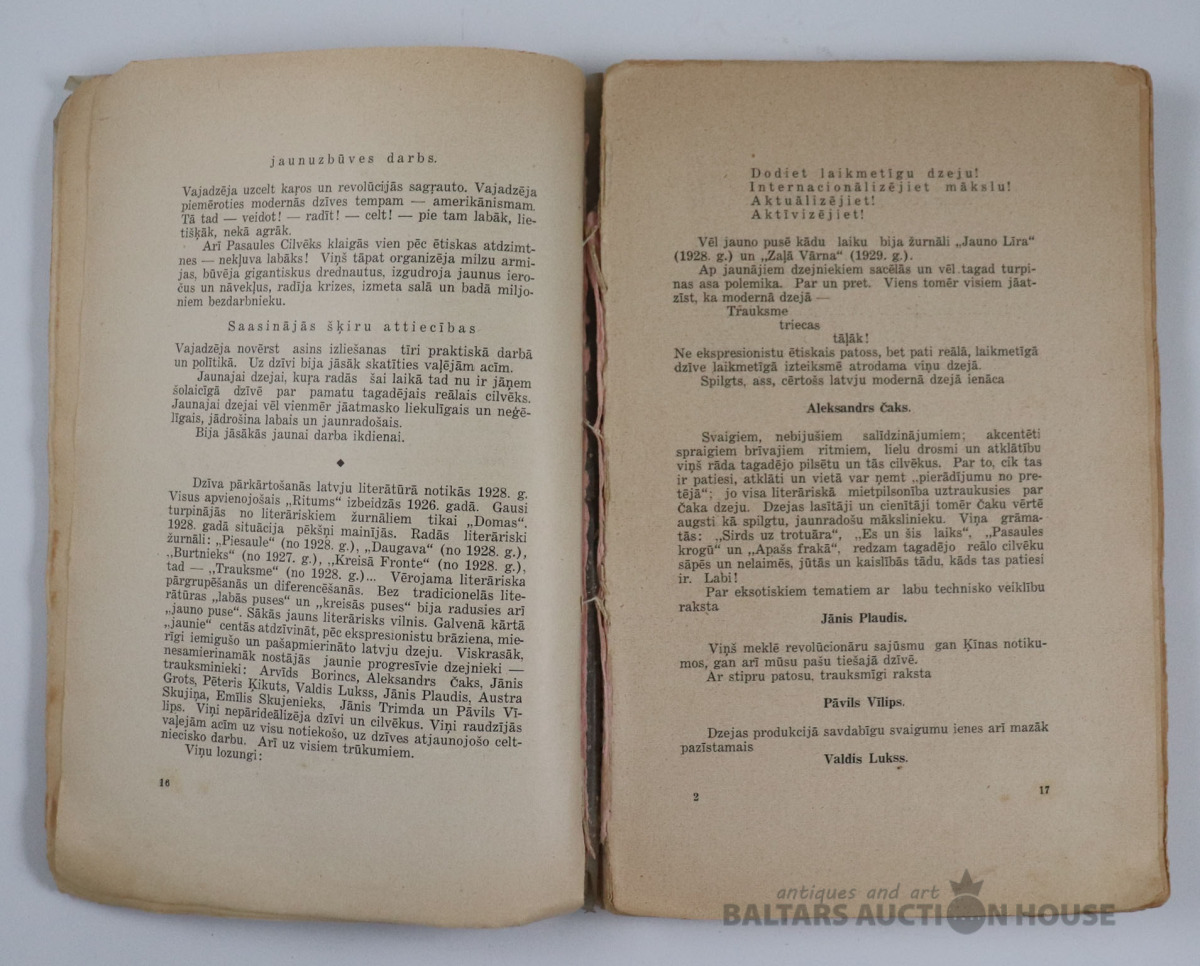 jaunuzbūves darbs.
Vajadzēja uzcelt kaŗos un revolūcijās sagŗauto. Vajadzēja
piemēroties modernās dzīves tempam — amerikānismam.
Tā tad — veidot! — radīt! — celt! — pie tam labāk, lie-
tišķāk, nekā agrāk.
Arī Pasaules Cilvēks klaigās vien pēc ētiskas atdzimt-
nes — nekļuva labāks! Viņš tāpat organizēja milzu armi-
jas, būvēja gigantiskus drednautus, izgudroja jaunus iero-
čus un nāvekļus, radīja krizes, izmeta salā un badā miljo-
niem bezdarbnieku.
Saasinājās šķiru attiecības
Vajadzēja novērst asins izliešanas tīri praktiskā darbā
un polītikā. Uz dzīvi bija jāsāk skatīties vaļējām acīm.
Jaunajai dzejai, kuŗa radās šai laikā tad nu ir jāņem
šolaicīgā dzīvē par pamatu tagadējais reālais cilvēks.
Jaunajai dzejai vēl vienmēr jāatmasko liekulīgais un neģē-
līgais, jādrošina labais un jaunradošais.
Bija jāsākās jaunai darba ikdienai.
◆
Dzīva pārkārtošanās latvju literātūrā notikās 1928. g.
Visus apvienojošais „Ritums“ izbeidzās 1926. gadā. Gausi
turpinājās no literāriskiem žurnāliem tikai „Domas“.
1928. gadā situācija pēkšņi mainījās. Radās literāriski
žurnāli: „Piesaule“ (no 1928. g.), „Daugava“ (no 1928. g.),
„Burtnieks“ (no 1927. g.), „Kreisā Fronte“ (no 1928. g.),
tad — „Trauksme“ (no 1928. g.)... Vērojama literāriska
pārgrupēšanās un diferencēšanās. Bez tradicionelās lite-
rātūras „labās puses“ un „kreisās puses“ bija radusies arī
„jauno puse“. Sākās jauns literārisks vilnis. Galvenā kārtā
„jaunie“ centās atdzīvināt, pēc ekspresionistu brāziena, mie-
rīgi iemigušo un pašapmierināto latvju dzeju. Viskrasāk,
nesamierinamāk nostājās jaunie progresīvie dzejnieki —
trauksminieki: Arvīds Borincs, Aleksandrs Čaks, Jānis
Grots, Pēteris Ķikuts, Valdis Lukss, Jānis Plaudis, Austra
Skujiņa, Emīlis Skujenieks, Jānis Trimda un Pāvils Vī-
lips. Viņi nepārideālizēja dzīvi un cilvēkus. Viņi raudzījās
vaļejām acīm uz visu notiekošo, uz dzīves atjaunojošo celt-
niecisko darbu. Arī uz visiem trūkumiem.
Viņu lozungi:
16
Dodiet laikmetīgu dzeju!
Internacionālizējiet mākslu!
Aktuālizējiet!
Aktīvizējiet!
Vēl jauno pusē kādu laiku bija žurnāli „Jauno Līra“
(1928. g.) un „Zaļā Vārna“ (1929. g.).
Ap jaunājiem dzejniekiem sacēlās un vēl tagad turpi-
nas asa polemika. Par un pret. Viens tomēr visiem jāat-
zīst, ka modernā dzejā —
Trauksme
triecas
tāļāk!
Ne ekspresionistu ētiskais patoss, bet pati reālā, laikmetīgā
dzīve laikmetīgā izteiksmē atrodama viņu dzejā.
Spilgts, ass, cērtošs latvju modernā dzejā ienāca
Aleksandrs Čaks.
Svaigiem, nebijušiem salīdzinājumiem; akcentēti
spraigiem brīvajiem ritmiem, lielu drosmi un atklātību
viņš rāda tagadējo pilsētu un tās cilvēkus. Par to, cik tas
ir patiesi, atklāti un vietā var ņemt „pierādījumu no pre-
tējā“; jo visa literāriskā mietpilsonība uztraukusies par
Čaka dzeju. Dzejas lasītāji un cienītāji tomēr Čaku vērtē
augsti kā spilgtu, jaunradošu mākslinieku. Viņa grāma-
tās: „Sirds uz trotuāra“, „Es un šis laiks“, „Pasaules
krogū“ un „Apašs frakā“, redzam tagadējo reālo cilvēku
sāpēs un nelaimēs, jūtās un kaislībās tādu, kāds tas patiesi
ir. Labi!
Par eksotiskiem tematiem ar labu technisko veiklību
raksta
Jānis Plaudis.
Viņš meklē revolūcionāru sajūsmu gan Ķīnas notiku-
mos, gan arī mūsu pašu tiešajā dzīvē.
Ar stipru patosu, trauksmīgi raksta
Pāvils Vīlips.
Dzejas produkcijā savdabīgu svaigumu ienes arī mazāk
pazīstamais
Valdis Lukss.
2
17
antiques and art
BALTARS AUCTION HOUSE